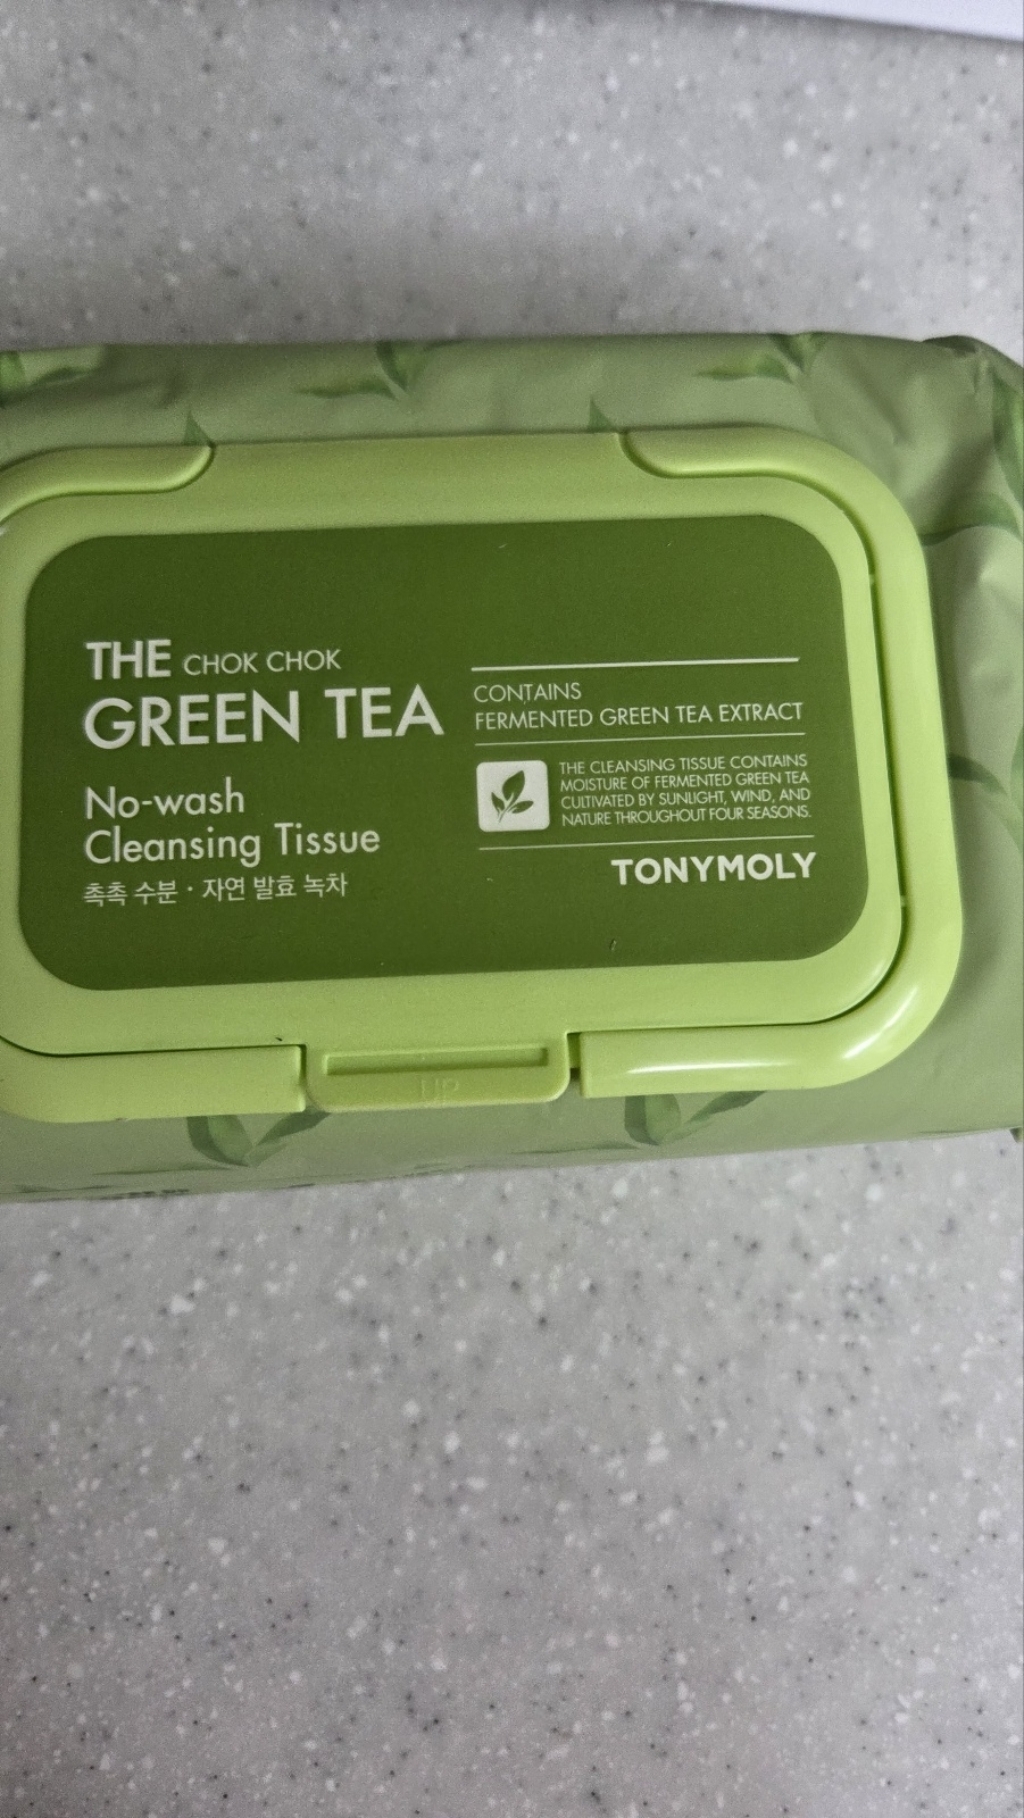 THE CHOK CHOK
GREEN TEA
No-wash
Cleansing Tissue
촉촉 수분 · 자연 발효 녹차
CONTAINS
FERMENTED GREEN TEA EXTRACT
THE CLEANSING TISSUE CONTAINS
MOISTURE OF FERMENTED GREEN TEA
CULTIVATED BY SUNLIGHT, WIND, AND
NATURE THROUGHOUT FOUR SEASONS.
TONYMOLY
UP